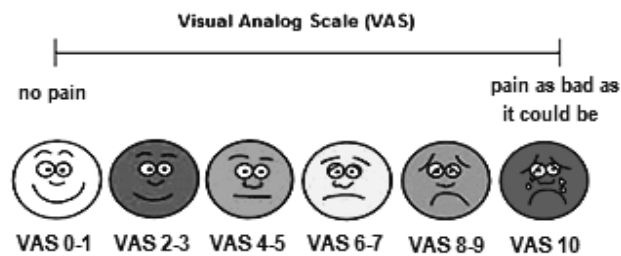 Visual Analog Scale (VAS)
no pain
pain as bad as
it could be
VAS 0-1 VAS 2-3 VAS 4-5 VAS 6-7 VAS 8-9 VAS 10